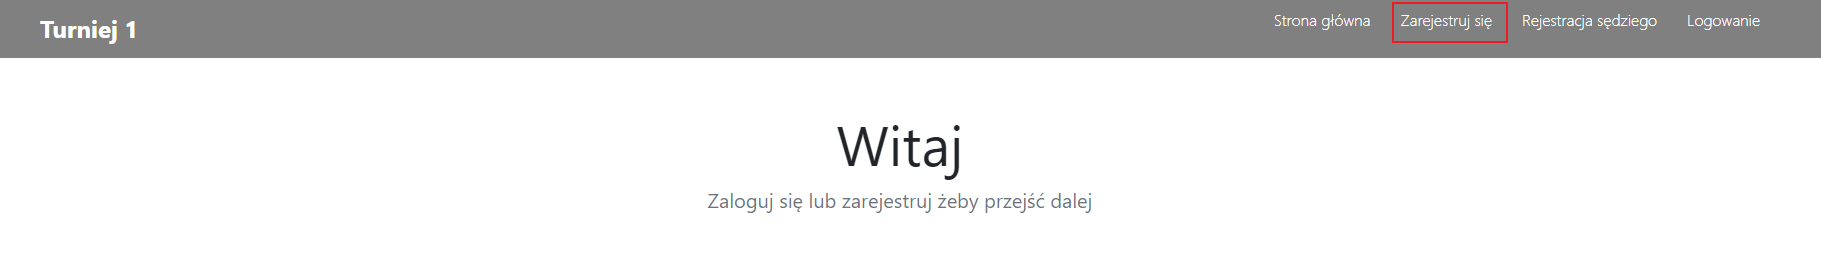 Turniej 1
Strona główna Zarejestruj się Rejestracja sędziego Logowanie
Witaj
Zaloguj się lub zarejestruj żeby przejść dalej